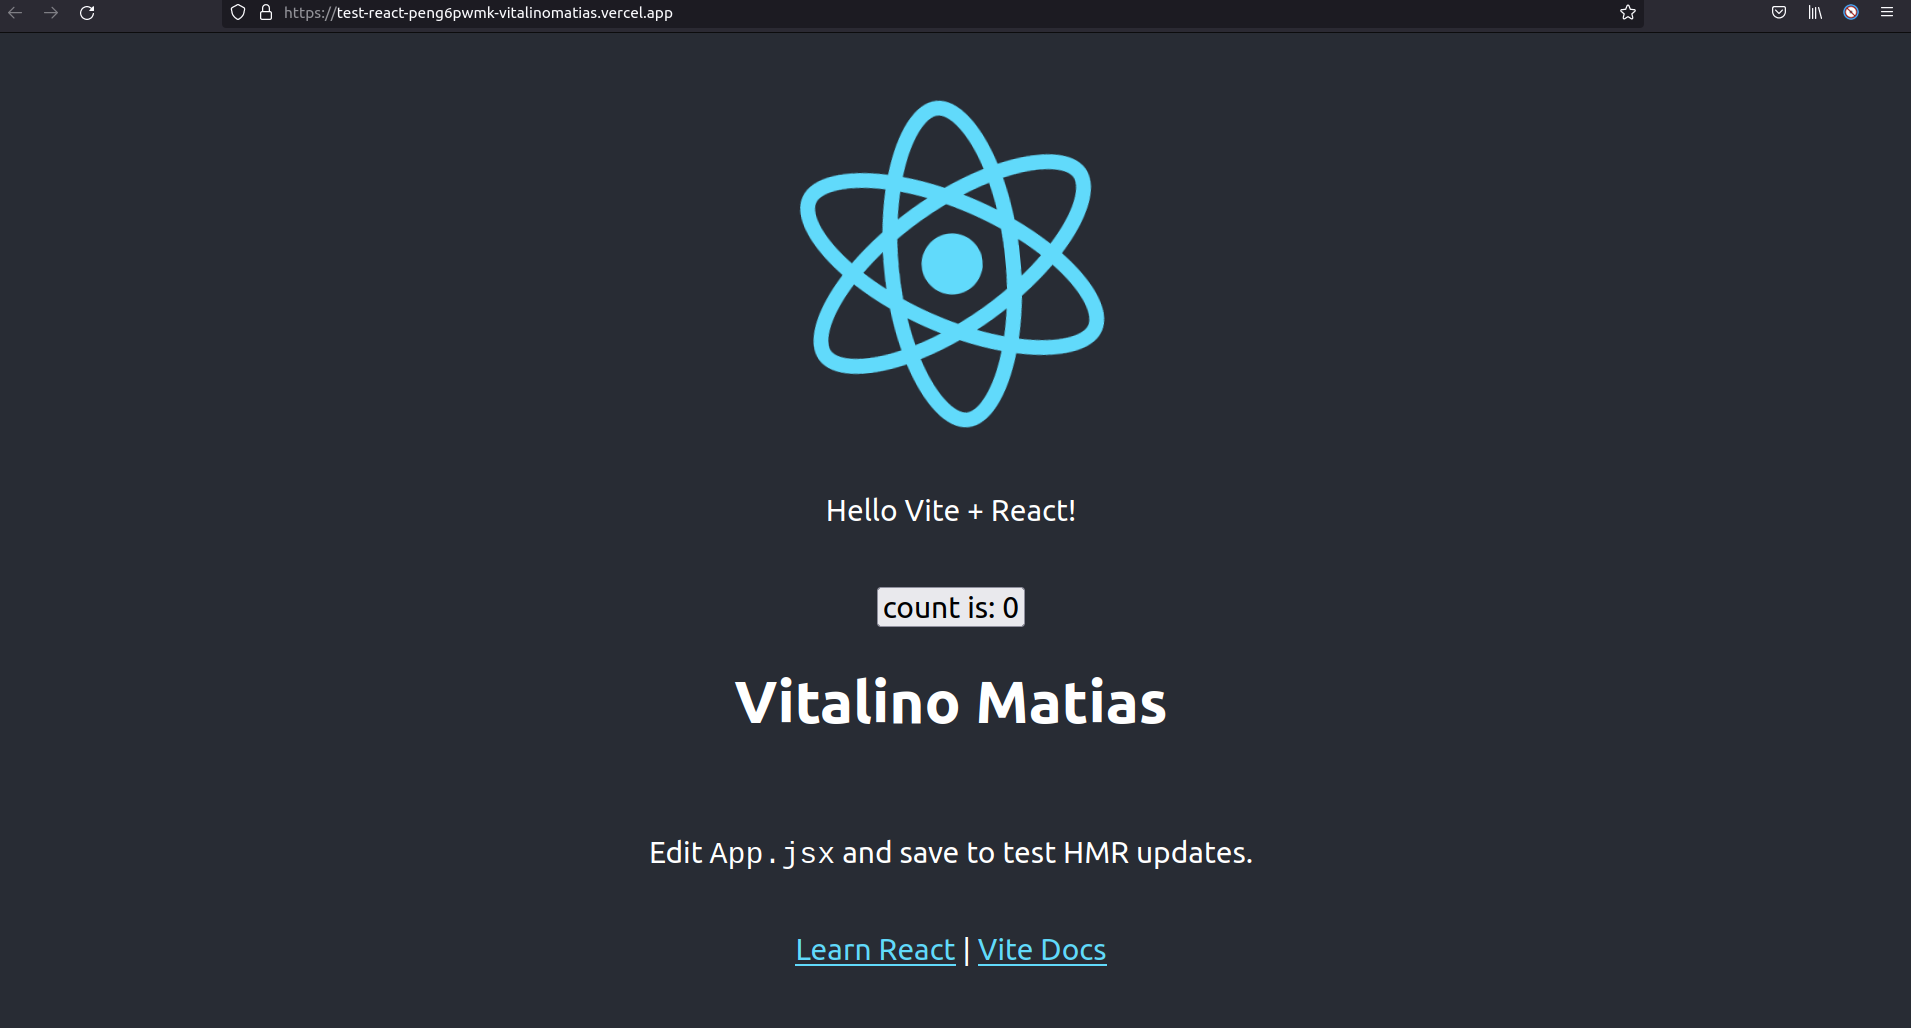 https://test-react-peng6pwmk-vitalinomatias.vercel.app
Hello Vite + React!
count is: 0
Vitalino Matias
Edit App.jsx and save to test HMR updates.
Learn React | Vite Docs